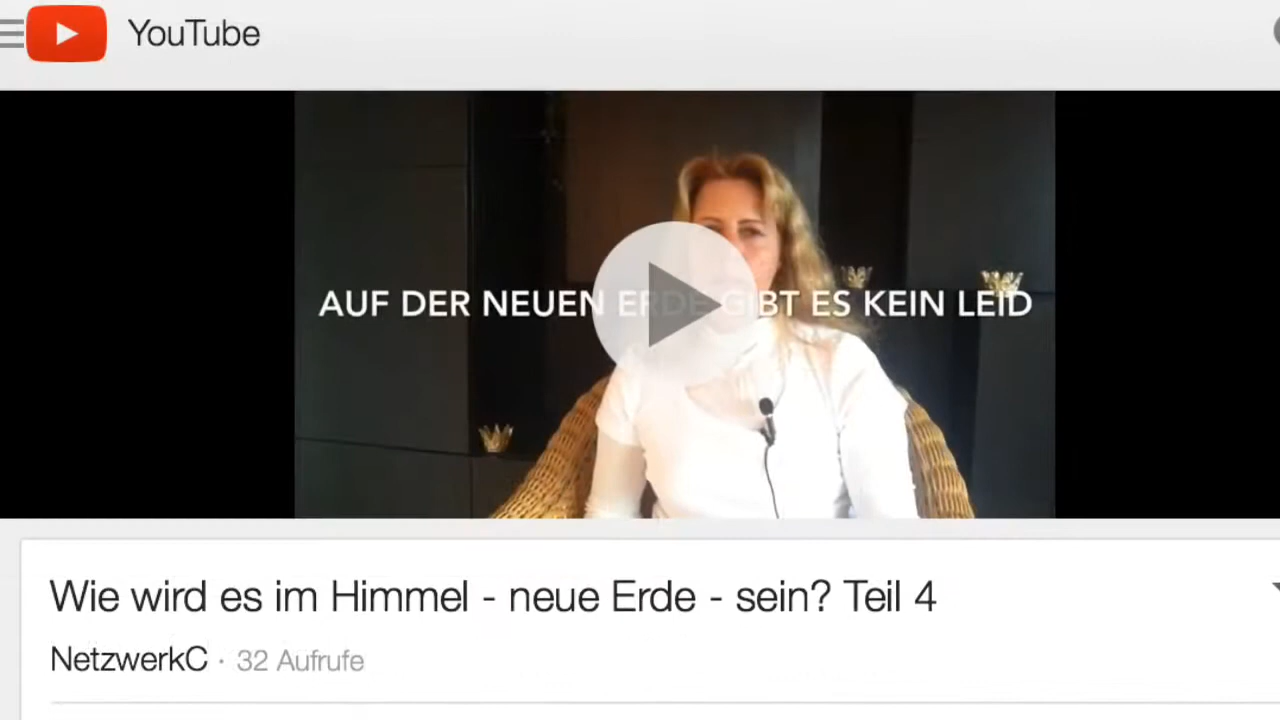 YouTube
AUF DER NEUEN ERDE GIBT ES KEIN LEID
Wie wird es im Himmel - neue Erde - sein? Teil 4
NetzwerkC · 32 Aufrufe